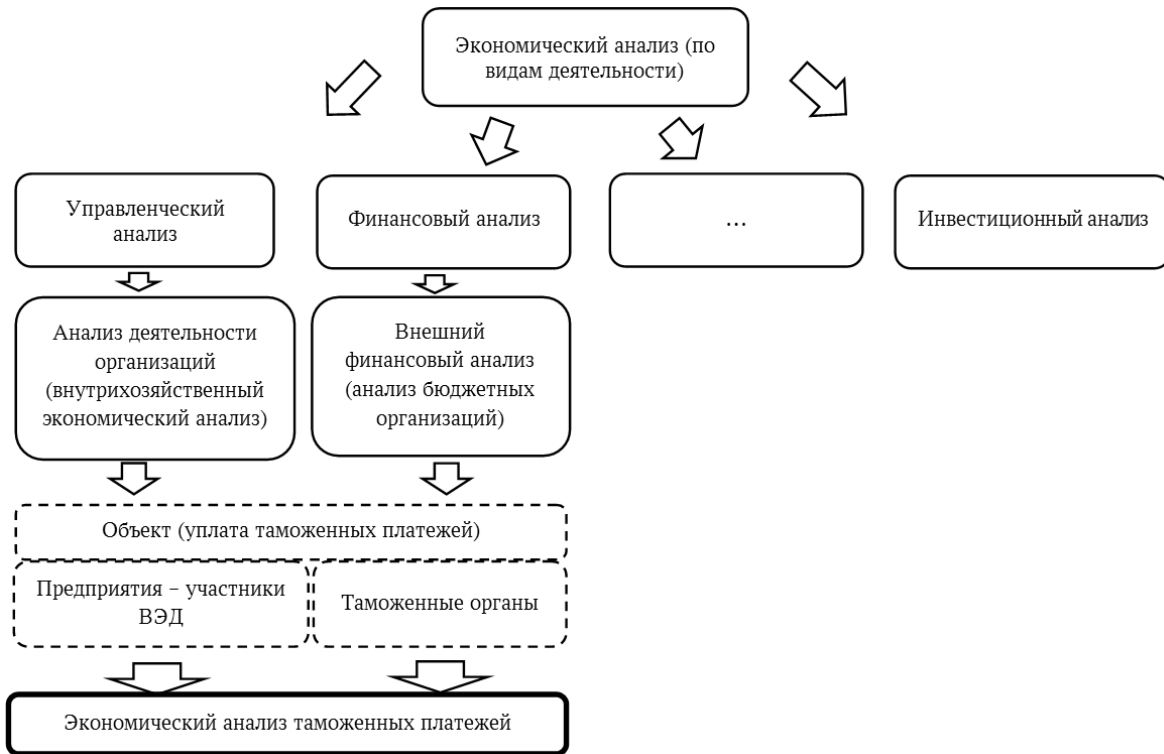 Экономический анализ (по
видам деятельности)
Управленческий
анализ
Финансовый анализ
...
Инвестиционный анализ
Анализ деятельности
организаций
(внутрихозяйственный
экономический анализ)
Внешний
финансовый анализ
(анализ бюджетных
организаций)
Объект (уплата таможенных платежей)
Предприятия – участники
ВЭД
Таможенные органы
Экономический анализ таможенных платежей